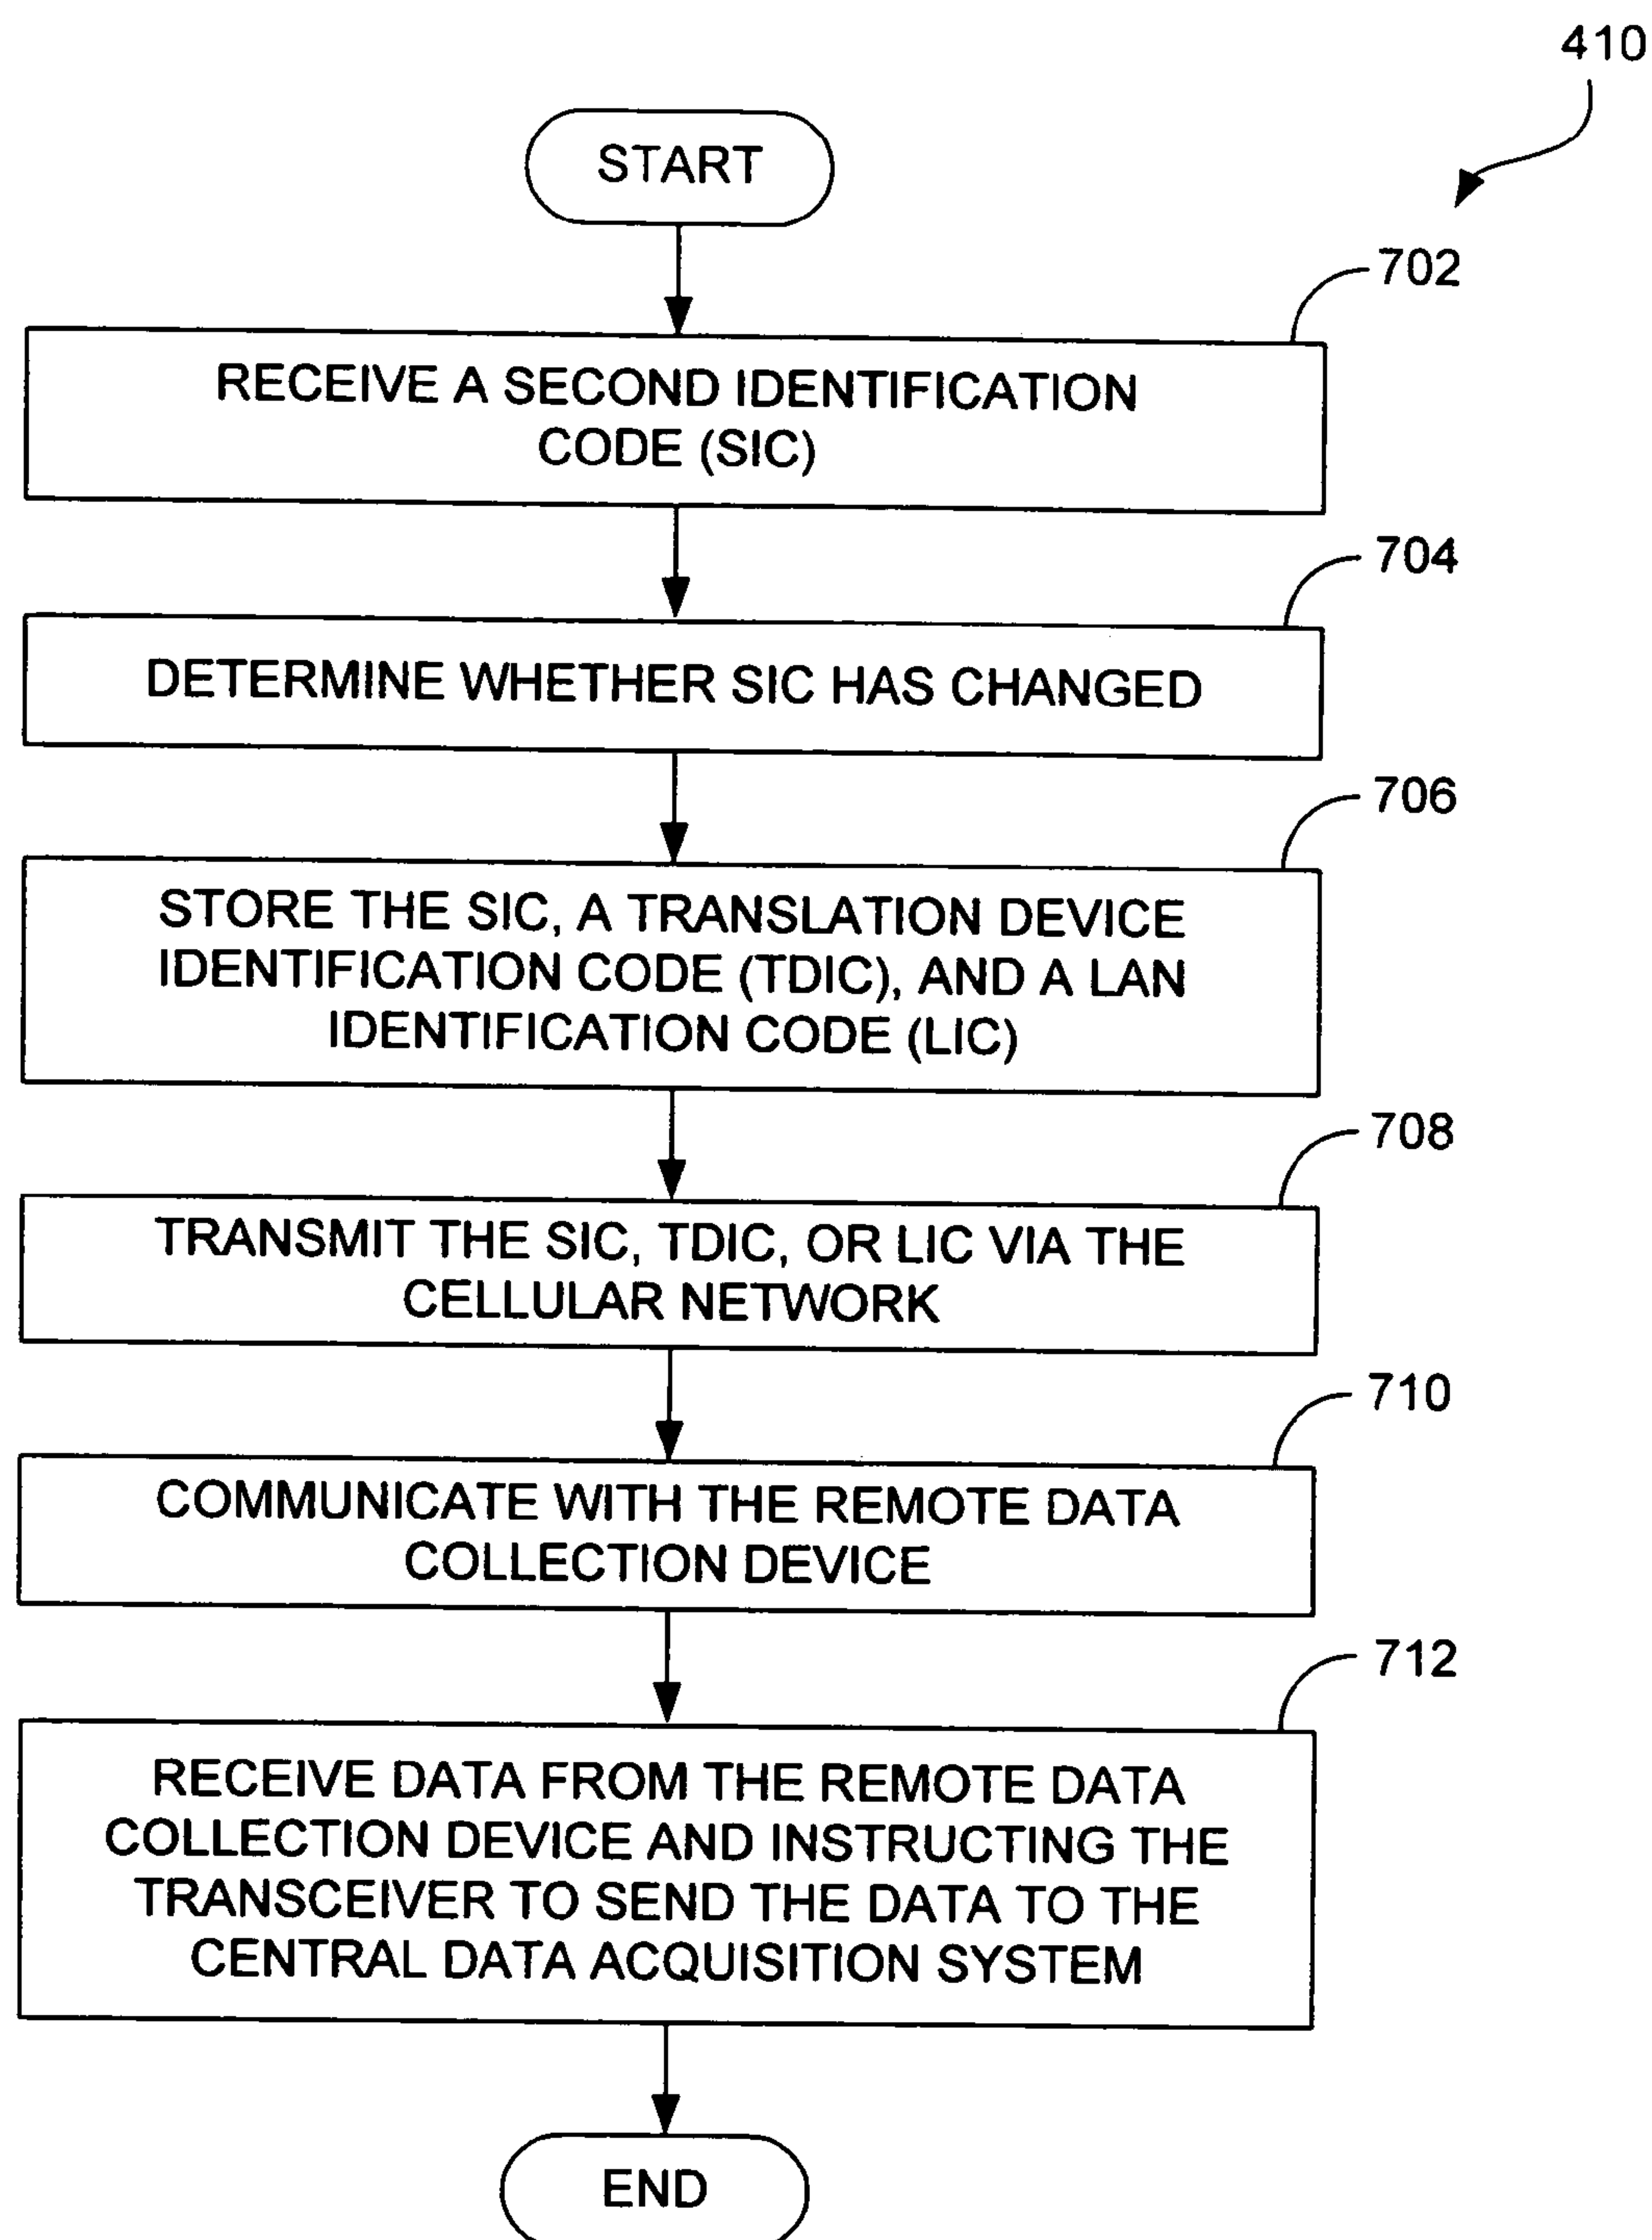 410
START
702
RECEIVE A SECOND IDENTIFICATION
CODE (SIC)
704
DETERMINE WHETHER SIC HAS CHANGED
706
STORE THE SIC, A TRANSLATION DEVICE
IDENTIFICATION CODE (TDIC), AND A LAN
IDENTIFICATION CODE (LIC)
708
TRANSMIT THE SIC, TDIC, OR LIC VIA THE
CELLULAR NETWORK
710
COMMUNICATE WITH THE REMOTE DATA
COLLECTION DEVICE
712
RECEIVE DATA FROM THE REMOTE DATA
COLLECTION DEVICE AND INSTRUCTING THE
TRANSCEIVER TO SEND THE DATA TO THE
CENTRAL DATA ACQUISITION SYSTEM
END